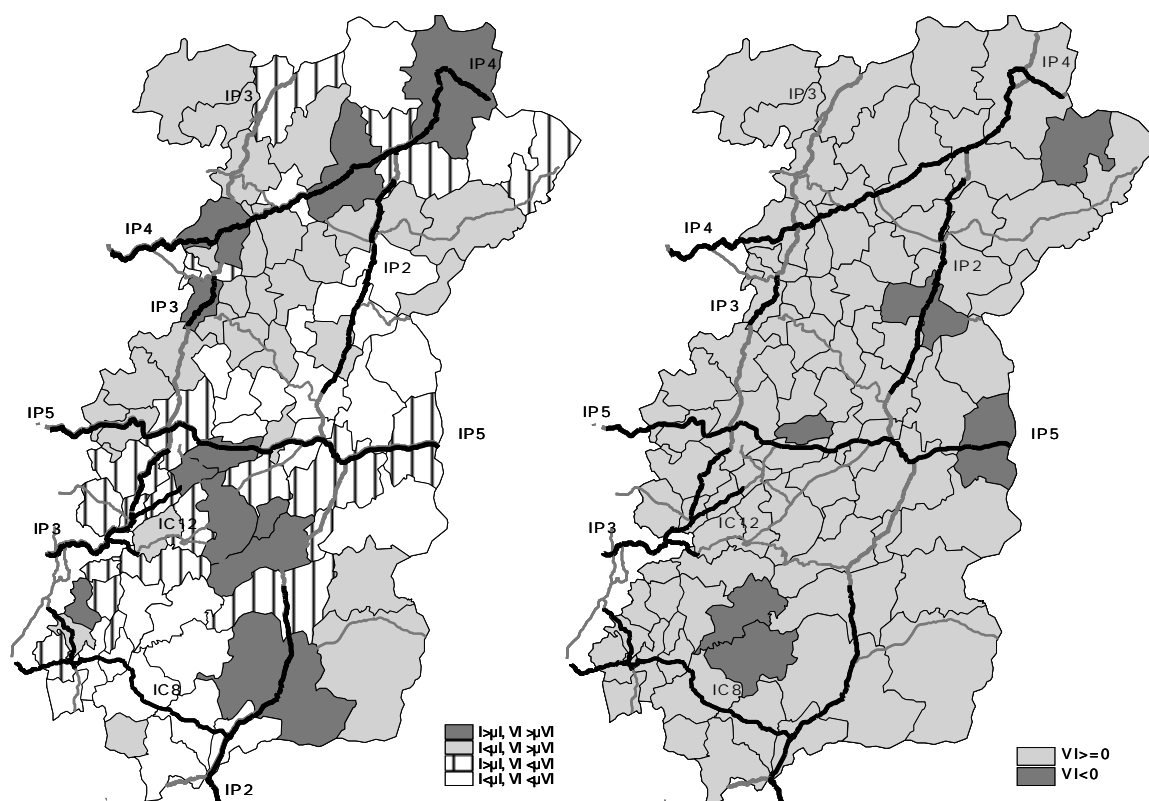 IP4
IP3
IP4
IP2
IP3
IP5
IP5
IC12
IP3
IC8
IP2
I>μI, VI >μVI
I<μI, VI >μVI
I>μI, VI <μVI
I<μI, VI <μVI
IP4
IP3
IP4
IP2
IP3
IP5
IP5
IC12
IP3
IC8
VI>=0
VI<0